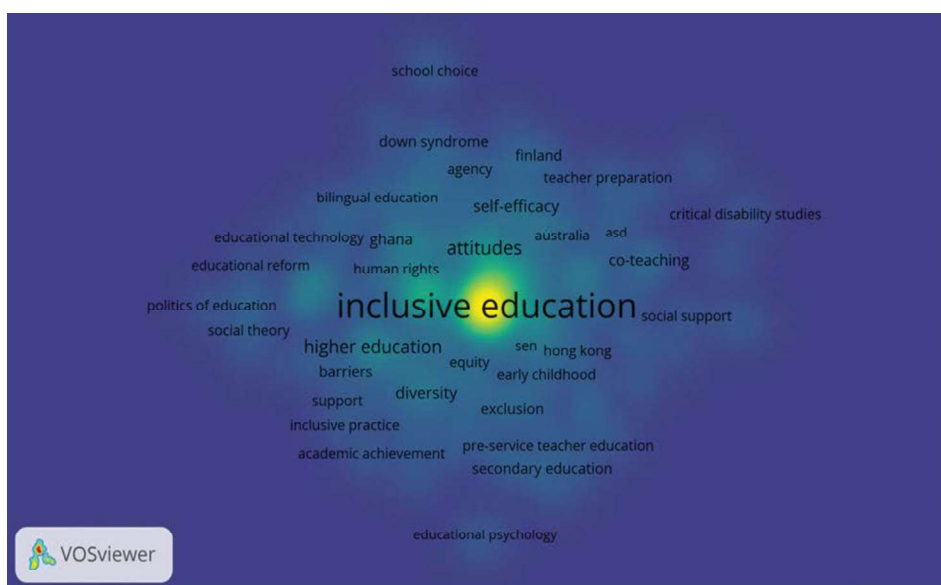 school choice
down syndrome
finland
agency
teacher preparation
bilingual education
self-efficacy
critical disability studies
educational technology
ghana
attitudes
australia
asd
educational reform
human rights
co-teaching
politics of education
inclusive education
social support
social theory
higher education
sen
hong kong
barriers
equity
early childhood
support
diversity
exclusion
inclusive practice
academic achievement
pre-service teacher education
secondary education
educational psychology
VOSviewer